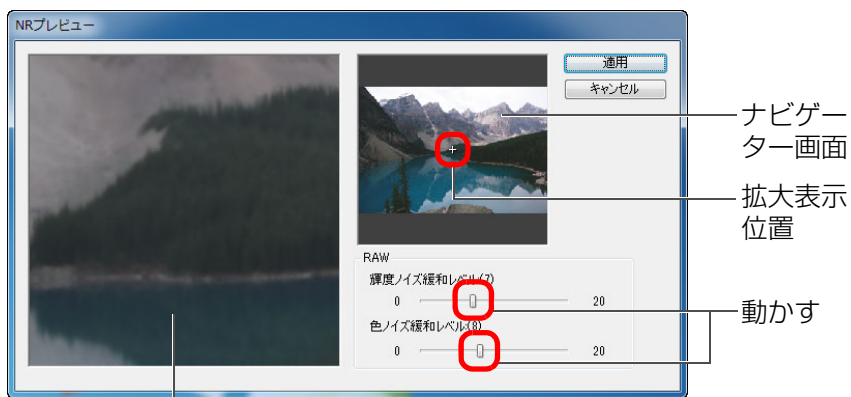 NRプレビュー
適用
キャンセル
ナビゲー
ター画面
拡大表示
位置
RAW
輝度ノイズ緩和レベル(7)
0 20
動かす
色ノイズ緩和レベル(8)
0 20